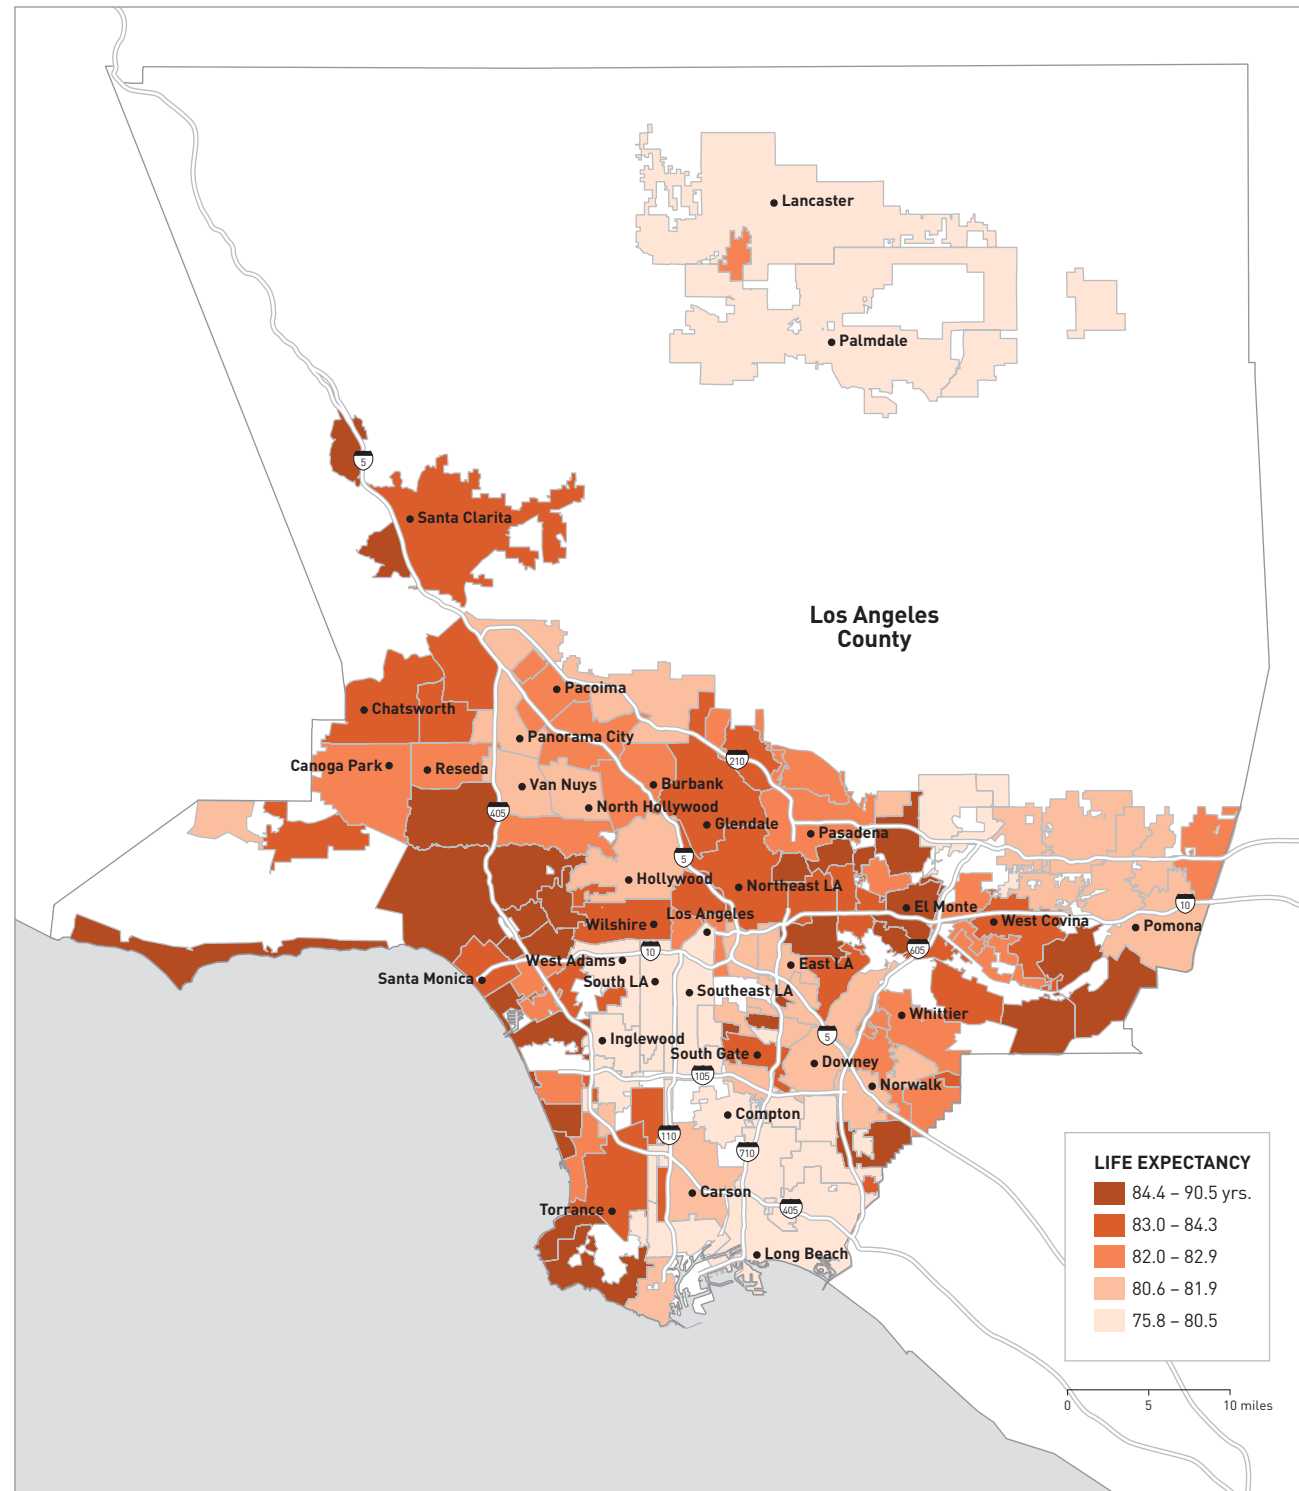 Lancaster
Palmdale
5
Santa Clarita
Los Angeles
County
Pacoima
Chatsworth
Panorama City
210
Canoga Park
Reseda
Van Nuys
Burbank
North Hollywood
405
Glendale
Pasadena
5
Hollywood
Northeast LA
El Monte
10
Los Angeles
Wilshire
West Covina
Pomona
10
605
West Adams
East LA
Santa Monica
South LA
Southeast LA
Whittier
5
Inglewood
South Gate
Downey
105
Norwalk
Compton
110
710
Carson
Torrance
405
Long Beach
LIFE EXPECTANCY
84.4 – 90.5 yrs.
83.0 – 84.3
82.0 – 82.9
80.6 – 81.9
75.8 – 80.5
0 5 10 miles